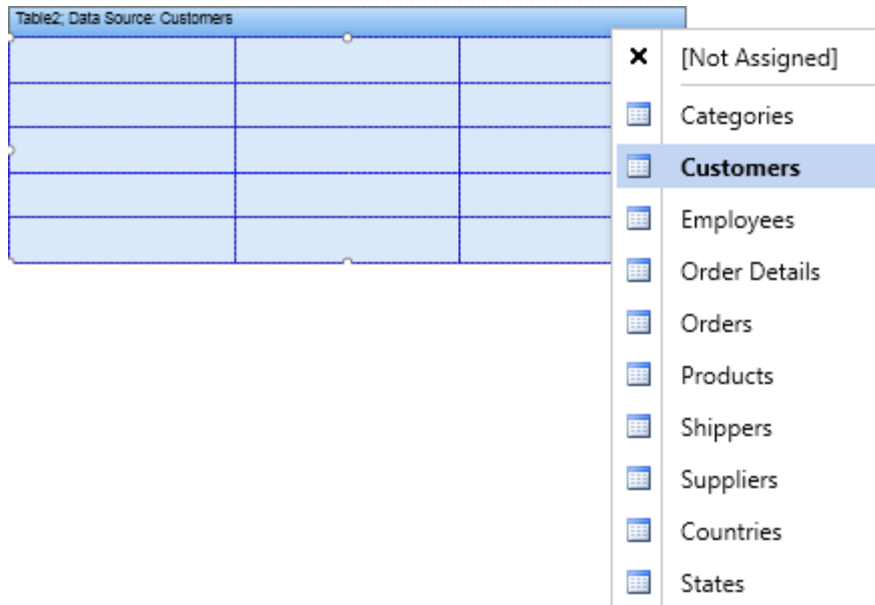 Table2; Data Source: Customers
[Not Assigned]
Categories
Customers
Employees
Order Details
Orders
Products
Shippers
Suppliers
Countries
States